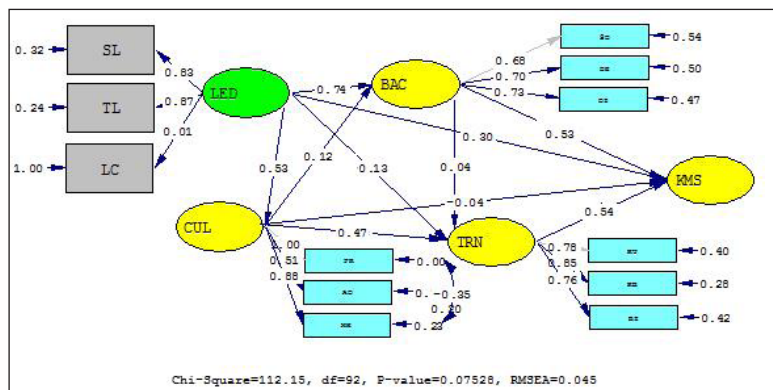 0.32 SL 0.83
0.24 TL 0.87
1.00 LC 0.01
LED 0.74 BAC
0.68 0.54
0.70 0.50
0.73 0.47
0.30 0.53
0.53 0.12 0.13 0.04
-0.04 KMS
CUL 0.47 TRN 0.54
0.51 0.00
0.88 -0.35
0.23
0.78 0.40
0.85 0.28
0.76 0.42
Chi-Square=112.15, df=92, P-value=0.07528, RMSEA=0.045